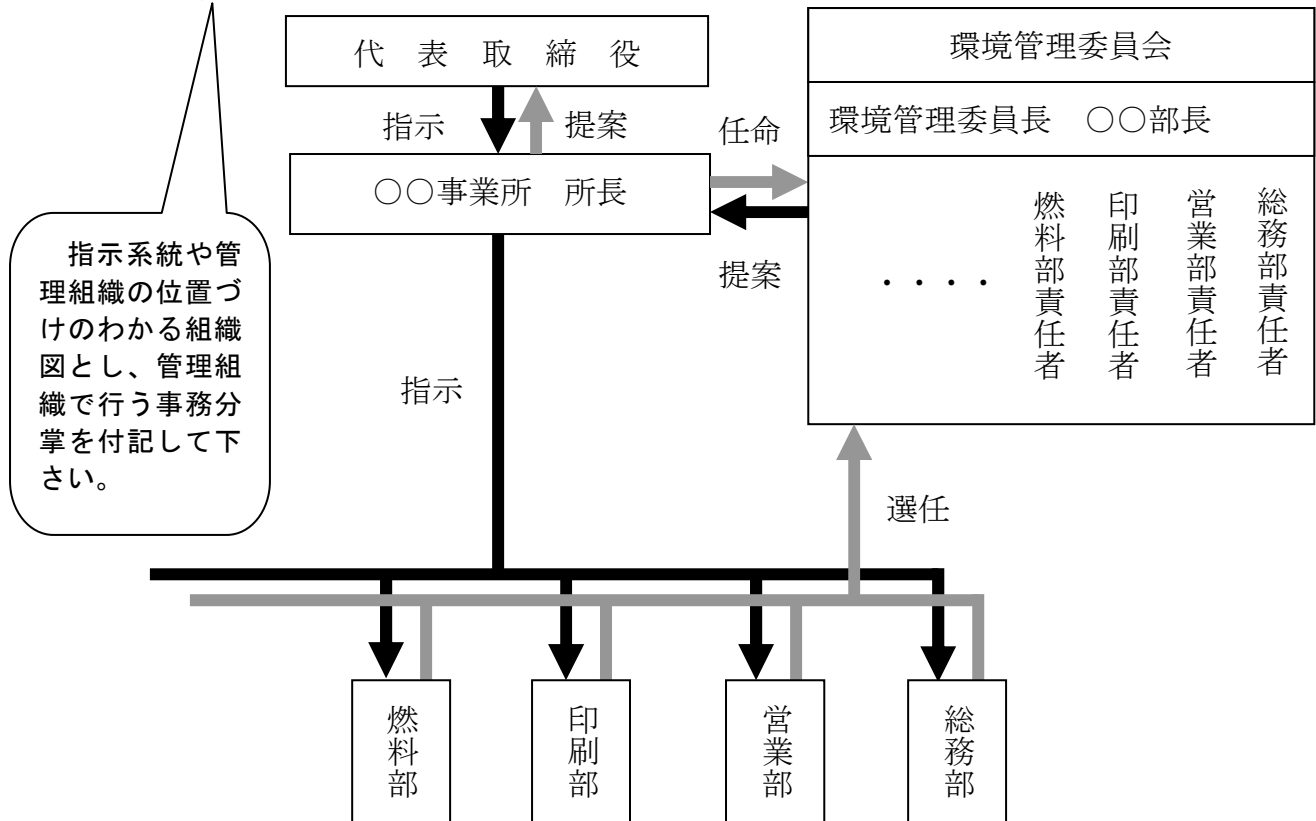 代表取締役
環境管理委員会
指示
提案
任命
環境管理委員長　○○部長
○○事業所　所長
提案
総務部責任者
営業部責任者
印刷部責任者
燃料部責任者
・・・・
指示系統や管
理組織の位置づ
けのわかる組織
図とし、管理組
織で行う事務分
掌を付記して下
さい。
指示
選任
燃料部
印刷部
営業部
総務部